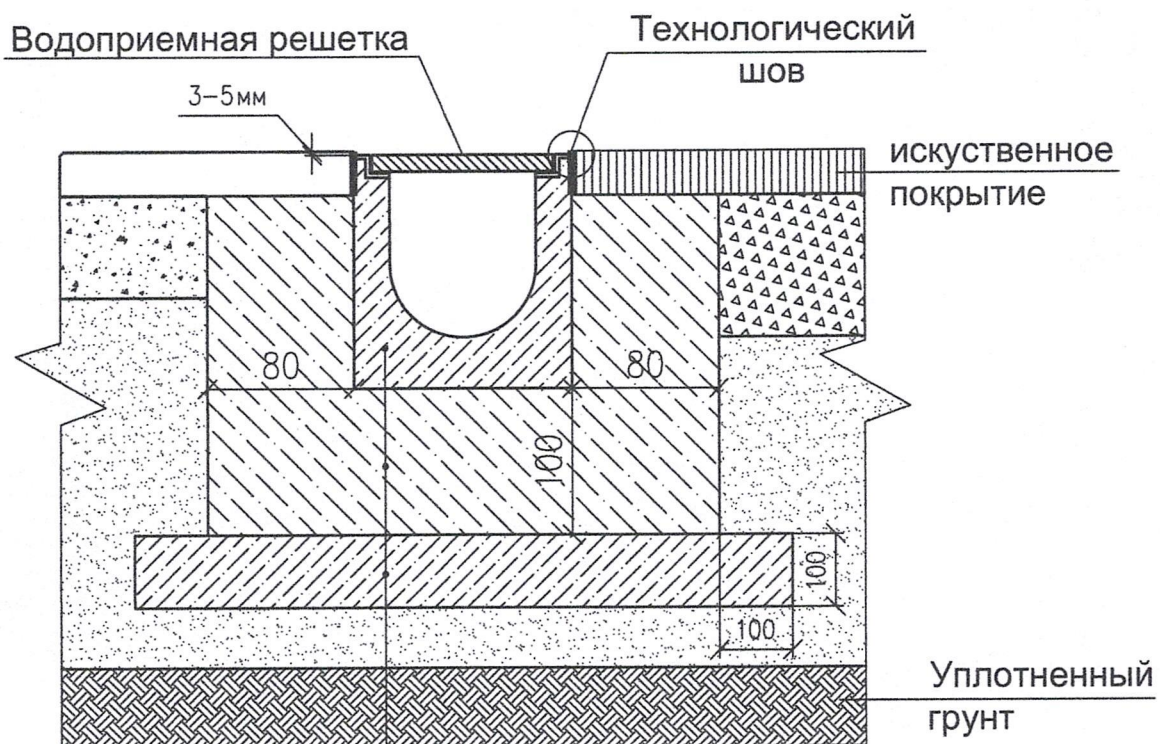 Водоприемная решетка
Технологический
шов
3-5мм
искуственное
покрытие
80
80
100
100
100
Уплотненный
грунт